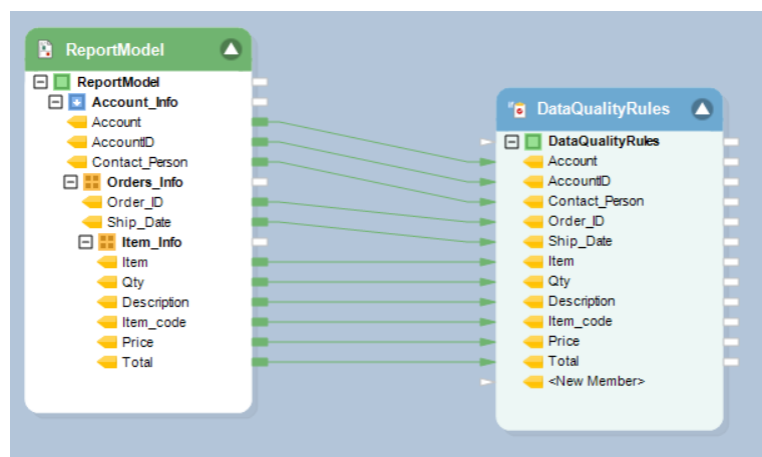 ReportModel
ReportModel
Account_Info
Account
AccountID
Contact_Person
Orders_Info
Order_ID
Ship_Date
Item_Info
Item
Qty
Description
Item_code
Price
Total
DataQualityRules
DataQualityRules
Account
AccountID
Contact_Person
Order_ID
Ship_Date
Item
Qty
Description
Item_code
Price
Total
<New Member>